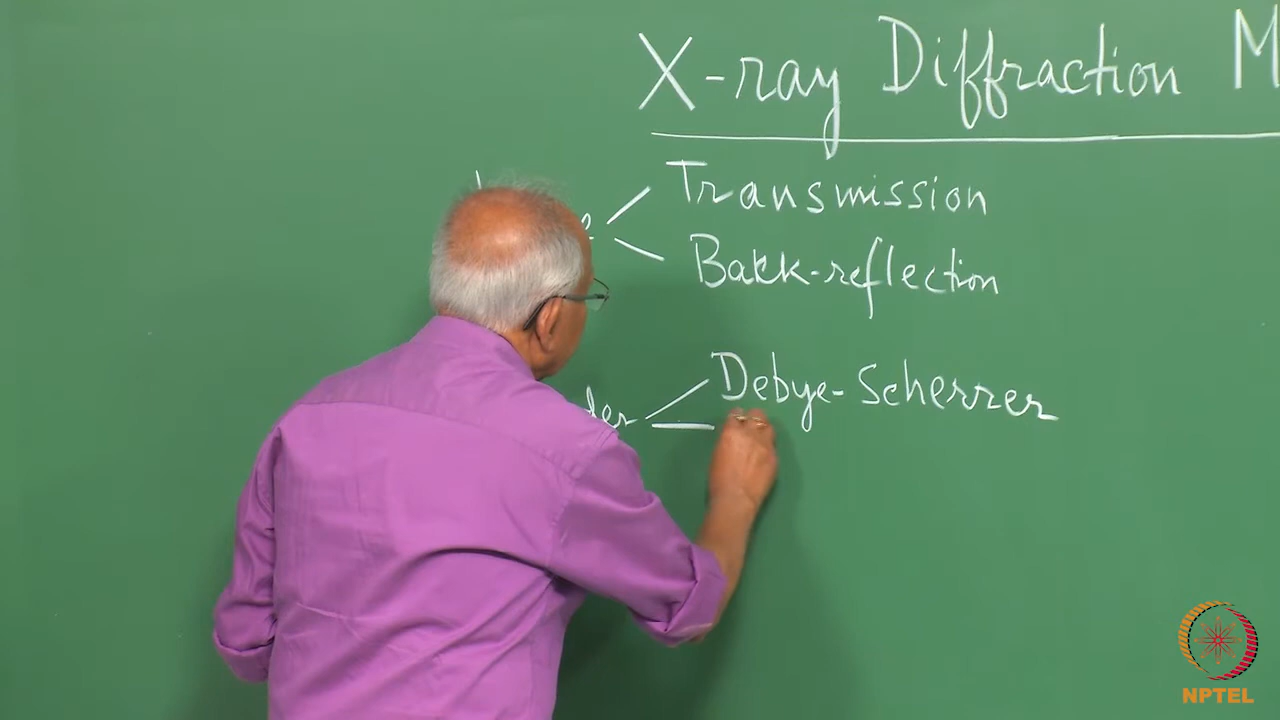 X-ray Diffraction M
Transmission
Back-reflection
Debye-Scherrer
der
NPTEL